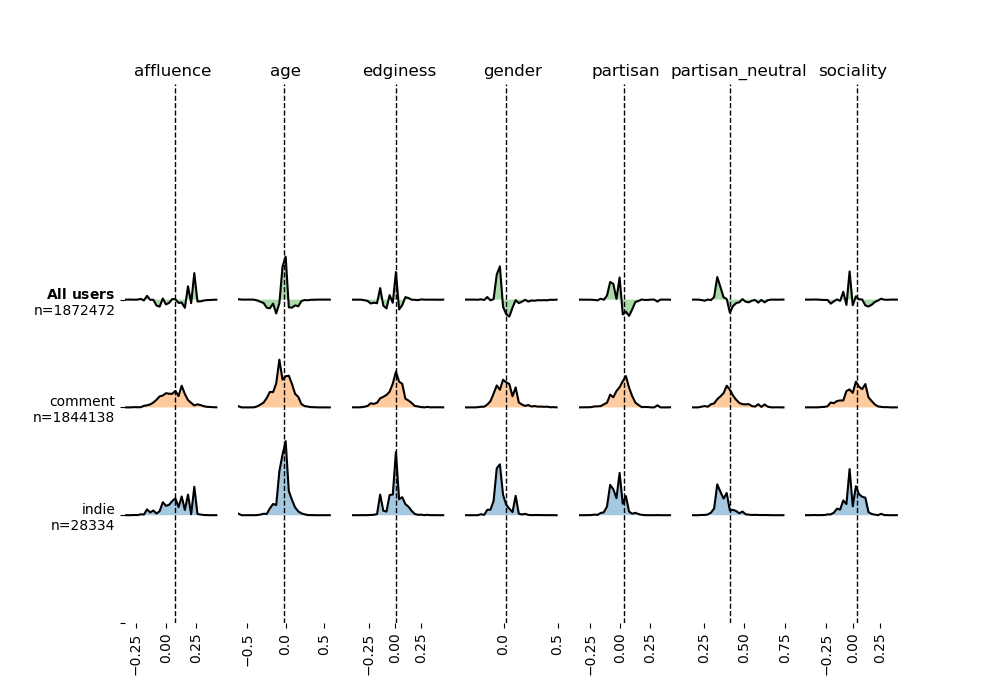 affluence age edginess gender partisan partisan_neutral sociality
All users
n=1872472
comment
n=1844138
indie
n=28334
−0.25 0.00 0.25 −0.5 0.0 0.5 −0.25 0.00 0.25 0.0 0.5 −0.25 0.00 0.25 0.25 0.50 0.75 −0.25 0.00 0.25